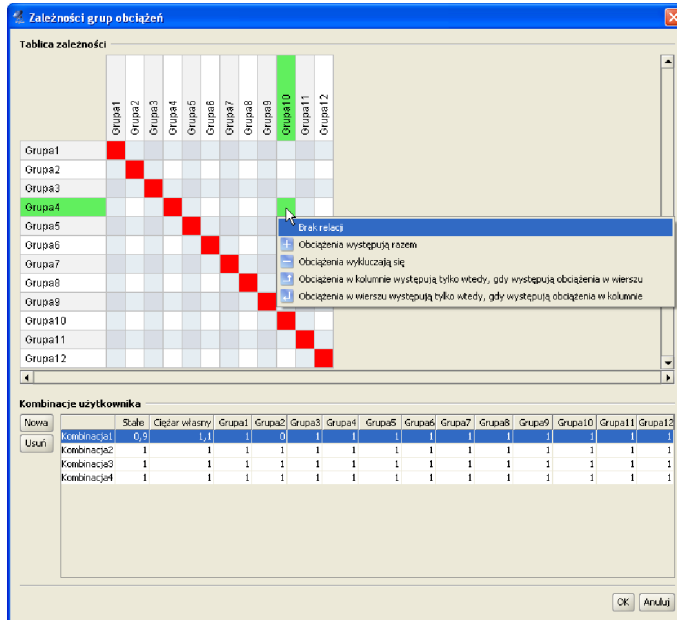 Zależności grup obciążeń
Tablica zależności
Grupa1 Grupa2 Grupa3 Grupa4 Grupa5 Grupa6 Grupa7 Grupa8 Grupa9 Grupa10 Grupa11 Grupa12
Grupa1
Grupa2
Grupa3
Grupa4
Grupa5
Grupa6
Grupa7
Grupa8
Grupa9
Grupa10
Grupa11
Grupa12
Brak relacji
Obciążenia występują razem
Obciążenia wykluczają się
Obciążenia w kolumnie występują tylko wtedy, gdy występują obciążenia w wierszu
Obciążenia w wierszu występują tylko wtedy, gdy występują obciążenia w kolumnie
Kombinacje użytkownika
Nowa
Usuń
Stałe Ciężar własny Grupa1 Grupa2 Grupa3 Grupa4 Grupa5 Grupa6 Grupa7 Grupa8 Grupa9 Grupa10 Grupa11 Grupa12
Kombinacja1 0,9 1,1 1 0 1 1 1 1 1 1 1 1 1 1
Kombinacja2 1 1 1 1 1 1 1 1 1 1 1 1 1 1
Kombinacja3 1 1 1 1 1 1 1 1 1 1 1 1 1 1
Kombinacja4 1 1 1 1 1 1 1 1 1 1 1 1 1 1
OK Anuluj